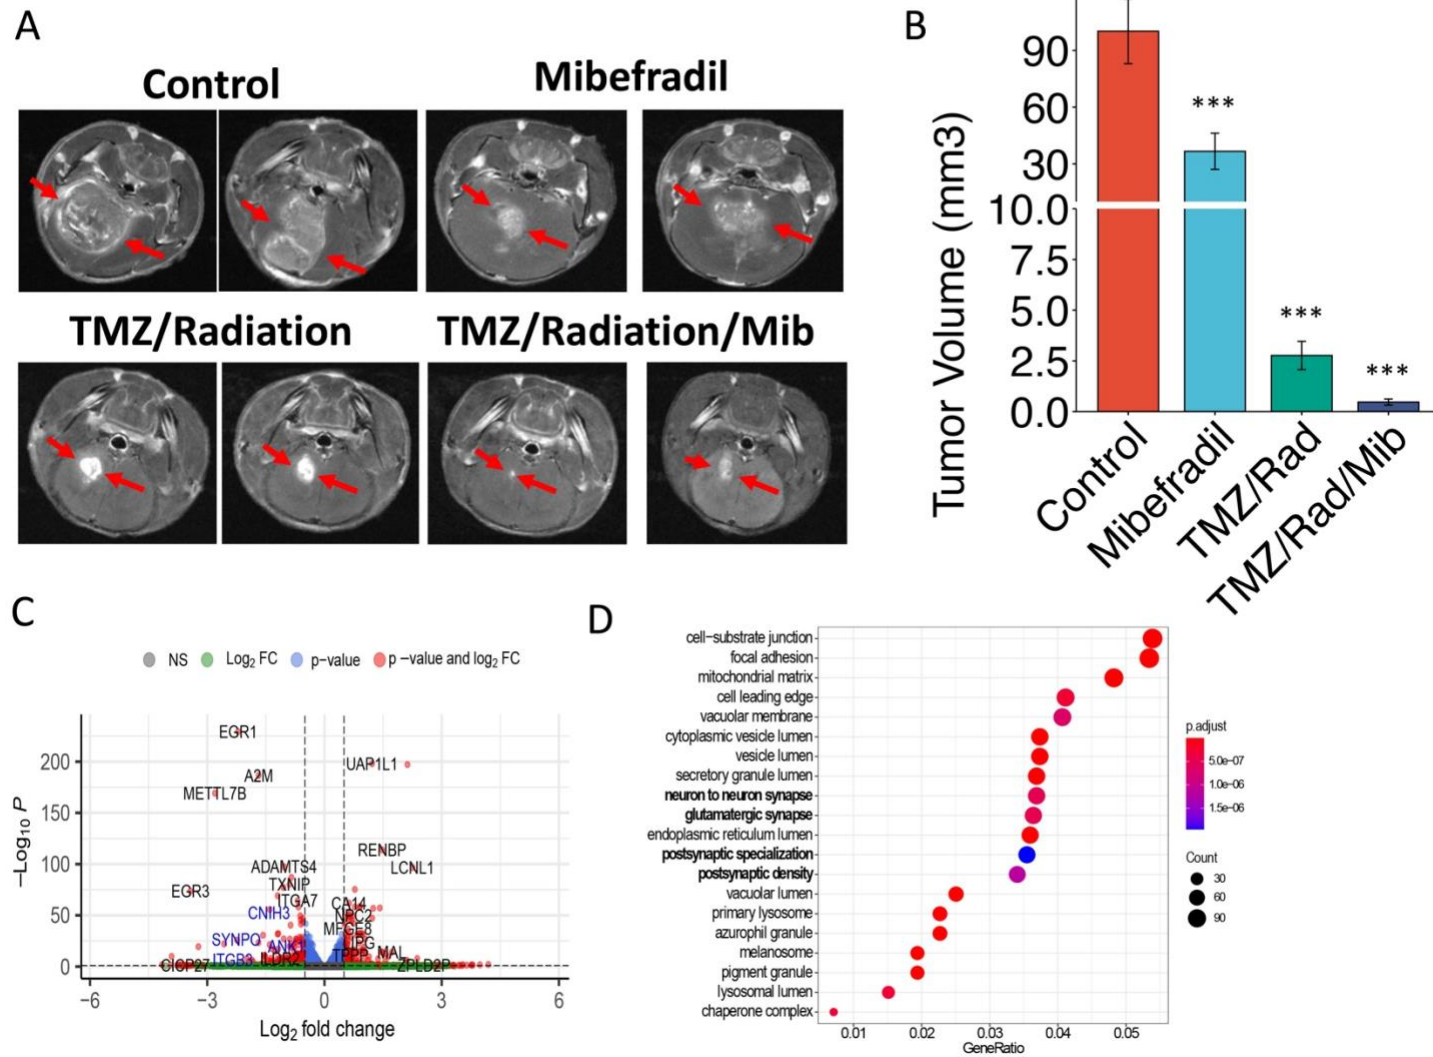 A
Control
Mibefradil
TMZ/Radiation
TMZ/Radiation/Mib
B
Tumor Volume (mm3)
90
60
30
10.0
7.5
5.0
2.5
0.0
***
***
***
Control
Mibefradil
TMZ/Rad
TMZ/Rad/Mib
C
NS
Log2 FC
p-value
p −value and log2 FC
−Log10 P
200
150
100
50
0
EGR1
A2M
METTL7B
UAP1L1
RENBP
LCNL1
ADAMTS4
TXNIP
EGR3
ITGA7
CNIH3
CA14
NPC2
MFGE8
SYNPO
ANK1
IPG
ITGB3
ILDR2
TPPP
MAL
CICP27
ZPLD2P
−6
−3
0
3
6
Log2 fold change
D
cell−substrate junction
focal adhesion
mitochondrial matrix
cell leading edge
vacuolar membrane
cytoplasmic vesicle lumen
vesicle lumen
secretory granule lumen
neuron to neuron synapse
glutamatergic synapse
endoplasmic reticulum lumen
postsynaptic specialization
postsynaptic density
vacuolar lumen
primary lysosome
azurophil granule
melanosome
pigment granule
lysosomal lumen
chaperone complex
0.01
0.02
0.03
0.04
0.05
GeneRatio
p.adjust
5.0e−07
1.0e−06
1.5e−06
Count
30
60
90